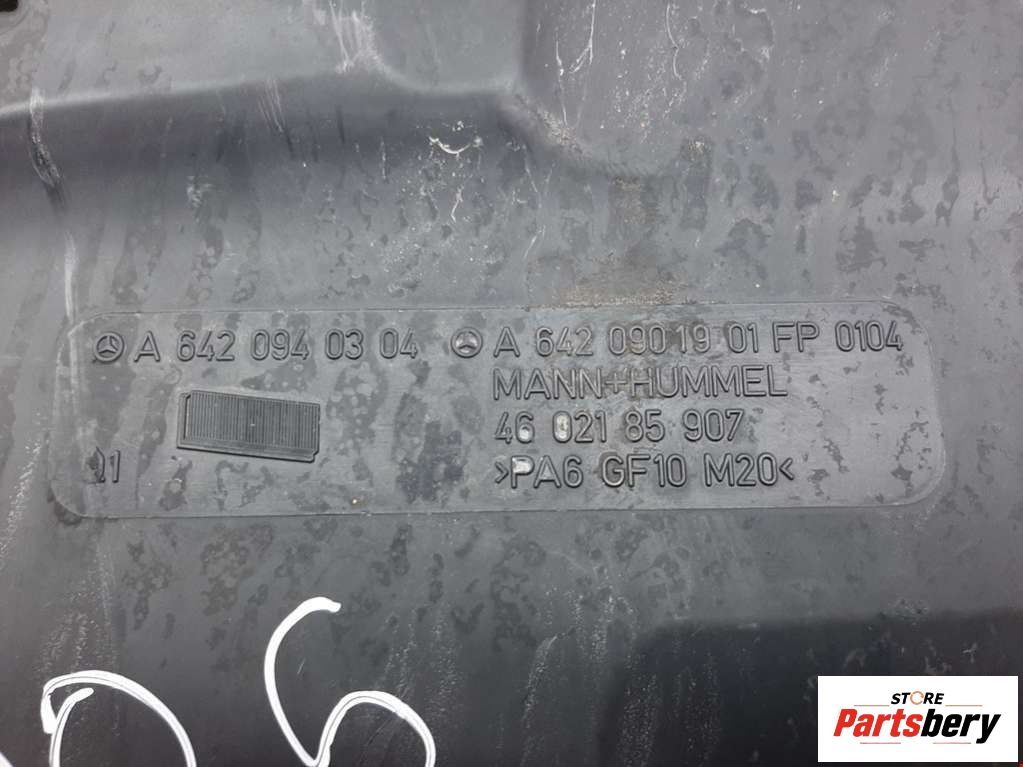 A 642 094 03 04 A 642 090 19 01 FP 0104
MANN+HUMMEL
46 021 85 907
>PA6 GF10 M20<
STORE
Partsbery